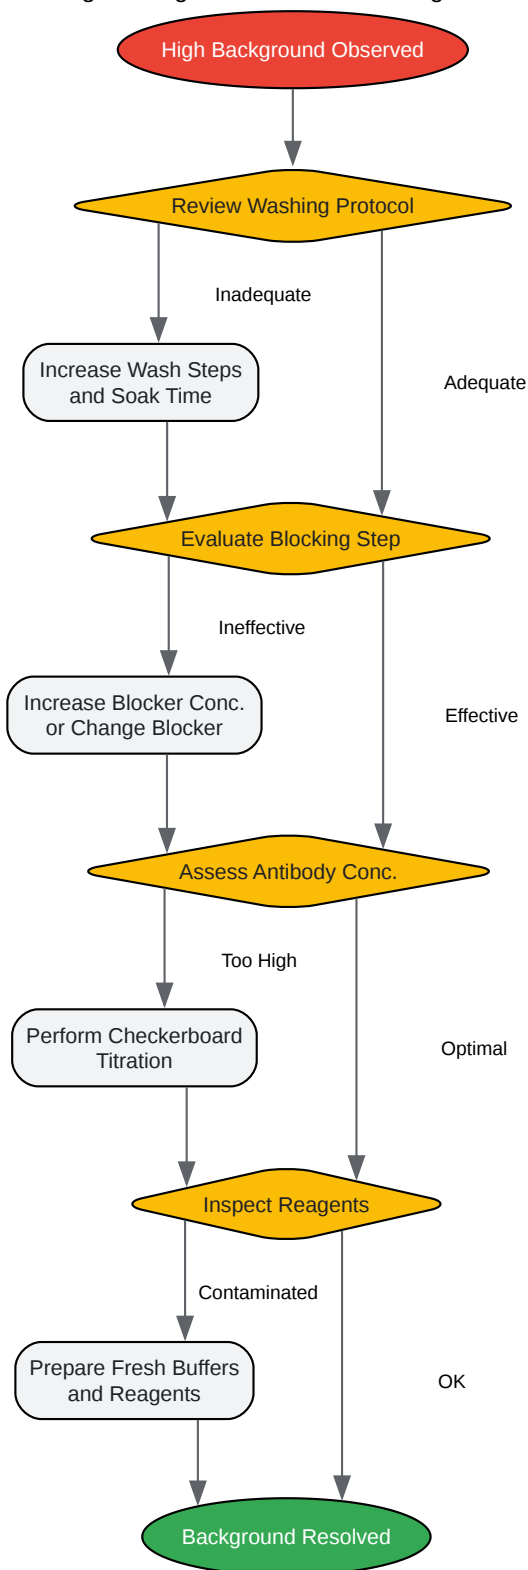 High Background Observed
Review Washing Protocol
Inadequate
Increase Wash Steps
and Soak Time
Adequate
Evaluate Blocking Step
Ineffective
Increase Blocker Conc.
or Change Blocker
Effective
Assess Antibody Conc.
Too High
Perform Checkerboard
Titration
Optimal
Inspect Reagents
Contaminated
Prepare Fresh Buffers
and Reagents
OK
Background Resolved